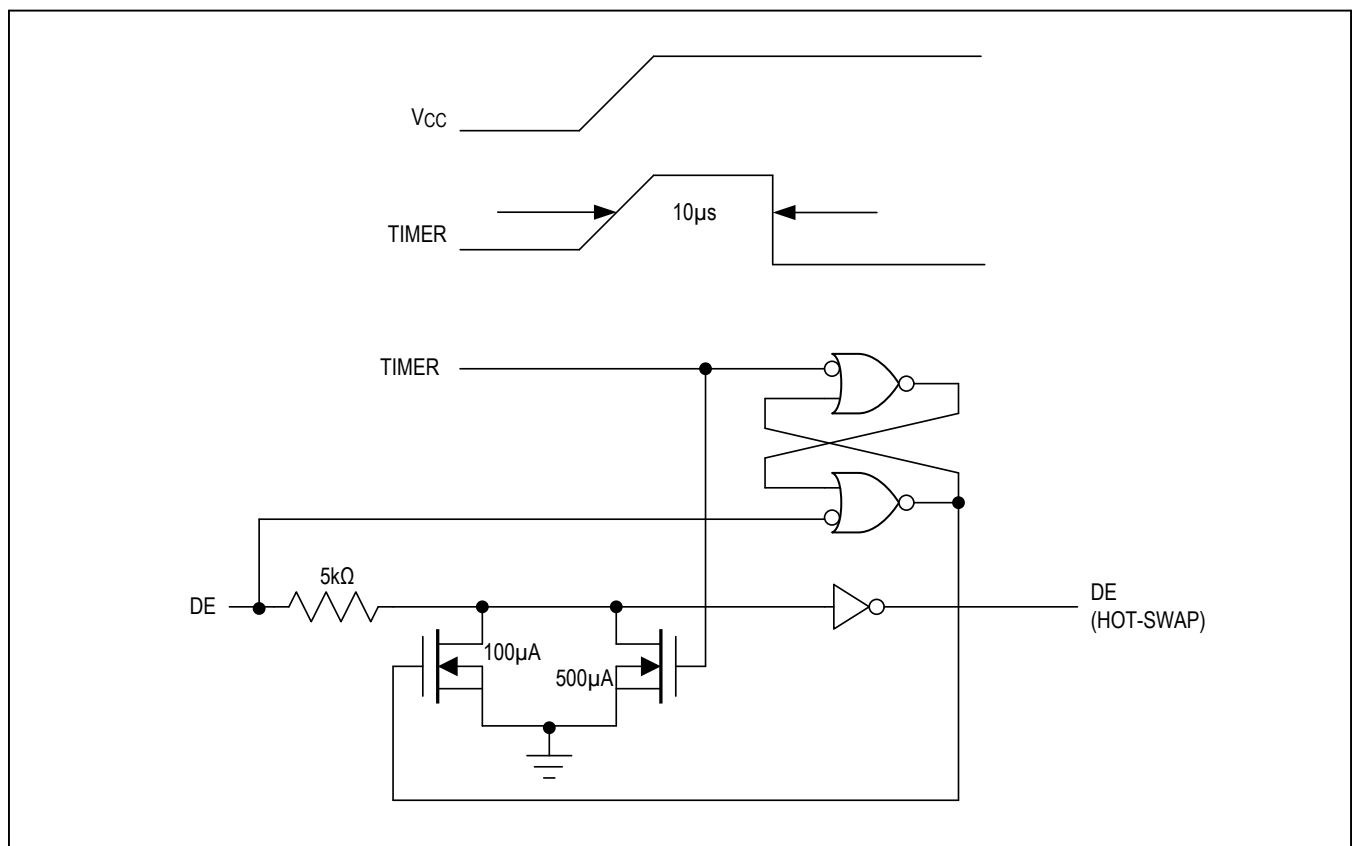 VCC
TIMER
10µs
TIMER
5kΩ
DE
100µA
500µA
DE
(HOT-SWAP)